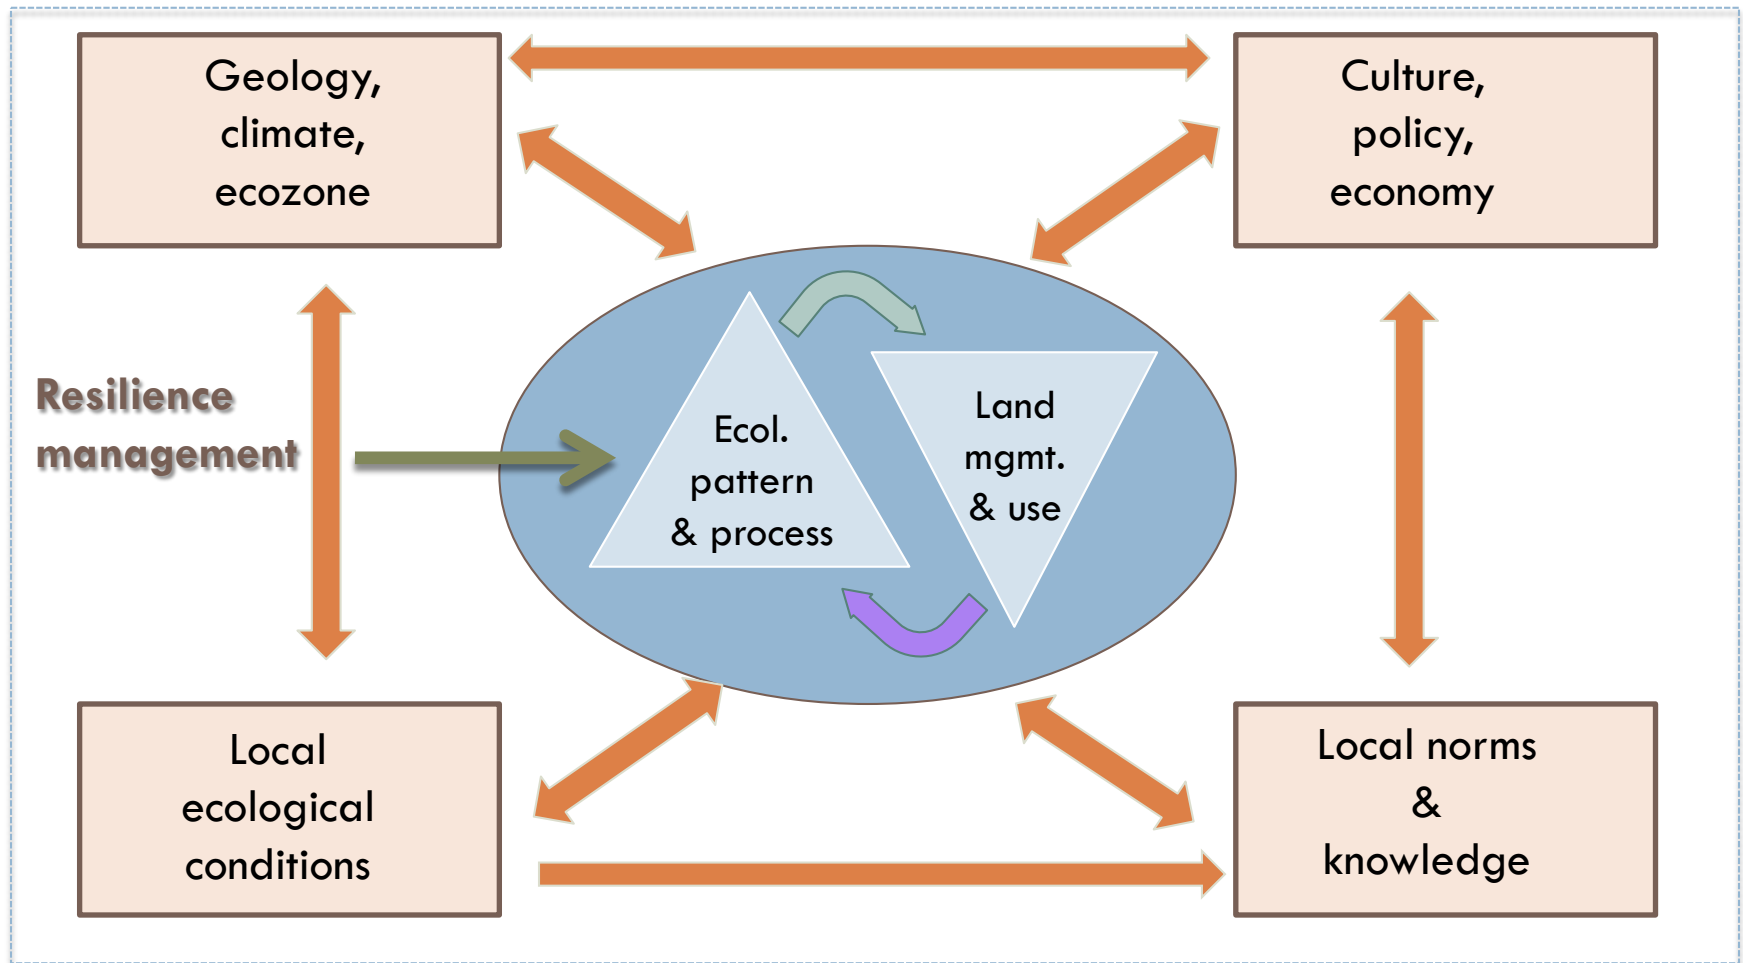 Geology,
climate,
ecozone
Culture,
policy,
economy
Resilience
management
Ecol.
pattern
& process
Land
mgmt.
& use
Local
ecological
conditions
Local norms
&
knowledge